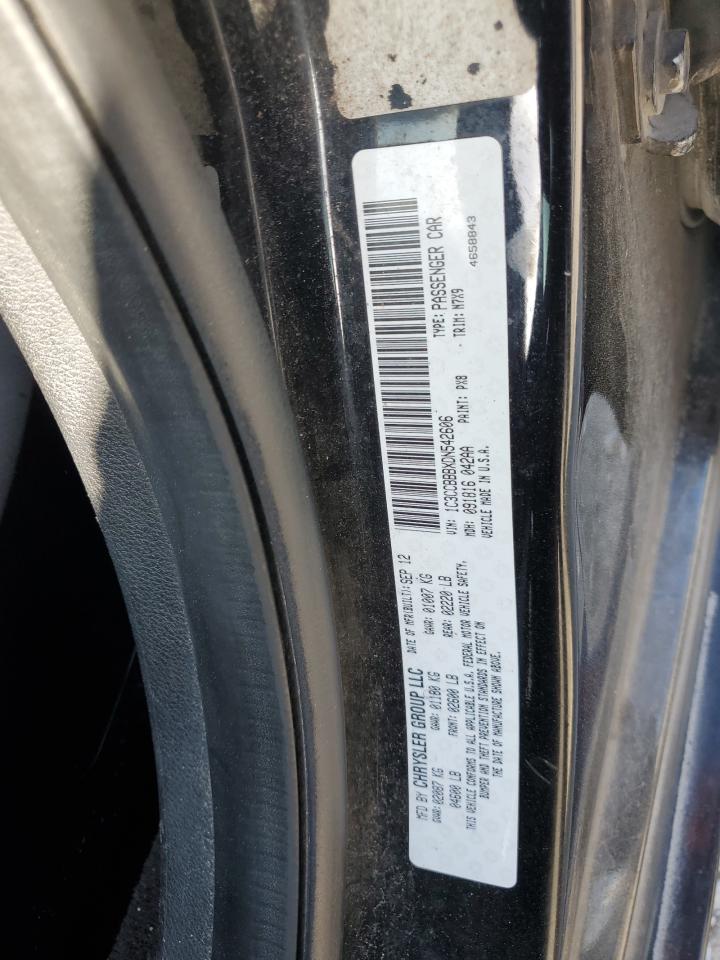 MFD BY CHRYSLER GROUP LLC
DATE OF MFR(BUILT): SEP 12
GVWR: 02087 KG
GAWR: 01180 KG
GAWR: 01007 KG
04600 LB
FRONT: 02600 LB
REAR: 02220 LB
THIS VEHICLE CONFORMS TO ALL APPLICABLE U.S.A. FEDERAL MOTOR VEHICLE SAFETY,
BUMPER AND THEFT PREVENTION STANDARDS IN EFFECT ON
THE DATE OF MANUFACTURE SHOWN ABOVE.
VIN: 1C3CCBBBXDN542606
TYPE: PASSENGER CAR
MDH: 091816 042AA
PAINT: PX8
TRIM: M7X9
VEHICLE MADE IN U.S.A.
4658843